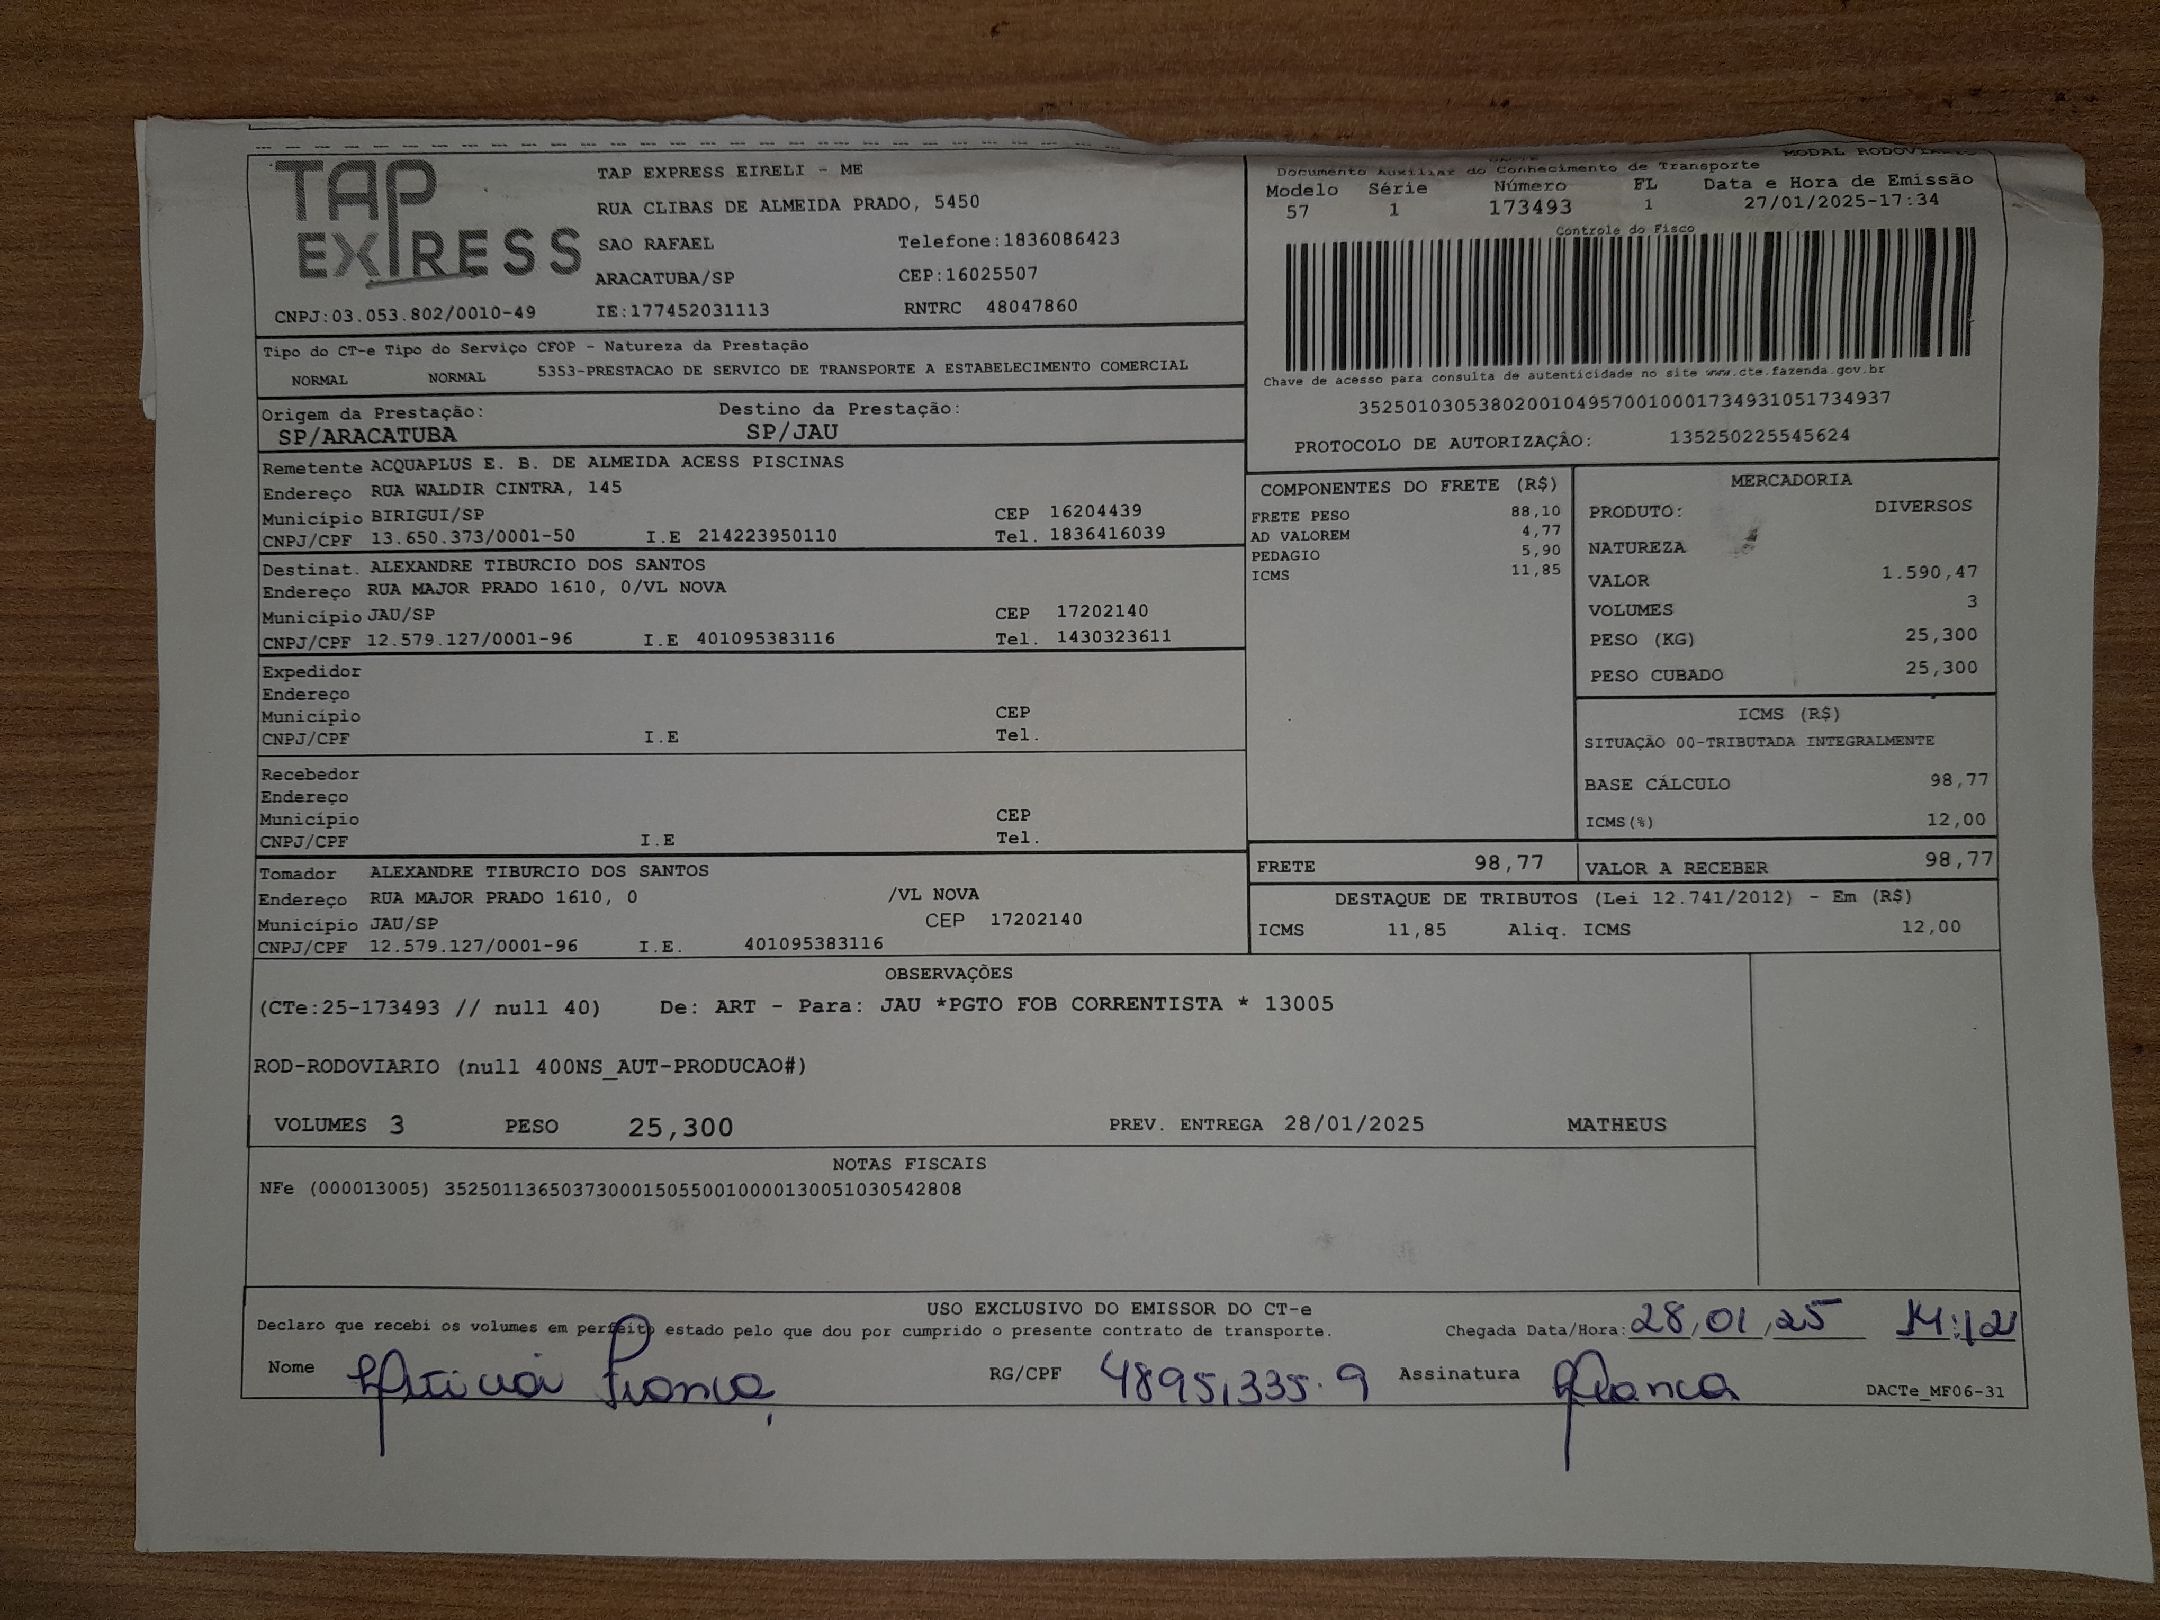 TAP
EXPRESS
TAP EXPRESS EIRELI - ME
RUA CLIBAS DE ALMEIDA PRADO, 5450
SAO RAFAEL Telefone:1836086423
ARACATUBA/SP CEP:16025507
CNPJ:03.053.802/0010-49 IE:177452031113 RNTRC 48047860
MODAL RODOVIARIO
Documento Auxiliar do Conhecimento de Transporte
Modelo Série Número FL Data e Hora de Emissão
57 1 173493 1 27/01/2025-17:34
Controle do Fisco
Chave de acesso para consulta de autenticidade no site www.cte.fazenda.gov.br
35250103053802001049570010001734931051734937
PROTOCOLO DE AUTORIZAÇÂO: 135250225545624
Tipo do CT-e Tipo do Serviço CFOP - Natureza da Prestação
NORMAL NORMAL 5353-PRESTACAO DE SERVICO DE TRANSPORTE A ESTABELECIMENTO COMERCIAL
Origem da Prestação: Destino da Prestação:
SP/ARACATUBA SP/JAU
Remetente ACQUAPLUS E. B. DE ALMEIDA ACESS PISCINAS
Endereço RUA WALDIR CINTRA, 145
Município BIRIGUI/SP CEP 16204439
CNPJ/CPF 13.650.373/0001-50 I.E 214223950110 Tel. 1836416039
Destinat. ALEXANDRE TIBURCIO DOS SANTOS
Endereço RUA MAJOR PRADO 1610, 0/VL NOVA
Município JAU/SP CEP 17202140
CNPJ/CPF 12.579.127/0001-96 I.E 401095383116 Tel. 1430323611
Expedidor
Endereço
Município CEP
CNPJ/CPF I.E Tel.
Recebedor
Endereço
Município CEP
CNPJ/CPF I.E Tel.
Tomador ALEXANDRE TIBURCIO DOS SANTOS
Endereço RUA MAJOR PRADO 1610, 0 /VL NOVA
Município JAU/SP CEP 17202140
CNPJ/CPF 12.579.127/0001-96 I.E. 401095383116
COMPONENTES DO FRETE (R$)
FRETE PESO 88,10
AD VALOREM 4,77
PEDAGIO 5,90
ICMS 11,85
MERCADORIA
PRODUTO: DIVERSOS
NATUREZA
VALOR 1.590,47
VOLUMES 3
PESO (KG) 25,300
PESO CUBADO 25,300
ICMS (R$)
SITUAÇÃO 00-TRIBUTADA INTEGRALMENTE
BASE CÁLCULO 98,77
ICMS(%) 12,00
FRETE 98,77 VALOR A RECEBER 98,77
DESTAQUE DE TRIBUTOS (Lei 12.741/2012) - Em (R$)
ICMS 11,85 Aliq. ICMS 12,00
OBSERVAÇÕES
(CTe:25-173493 // null 40) De: ART - Para: JAU *PGTO FOB CORRENTISTA * 13005
ROD-RODOVIARIO (null 400NS_AUT-PRODUCAO#)
VOLUMES 3 PESO 25,300 PREV. ENTREGA 28/01/2025 MATHEUS
NOTAS FISCAIS
NFe (000013005) 35250113650373000150550010000130051030542808
USO EXCLUSIVO DO EMISSOR DO CT-e
Declaro que recebi os volumes em perfeito estado pelo que dou por cumprido o presente contrato de transporte. Chegada Data/Hora: 28,01,25 14:12
Nome RG/CPF 4895,335.9 Assinatura
DACTe_MF06-31